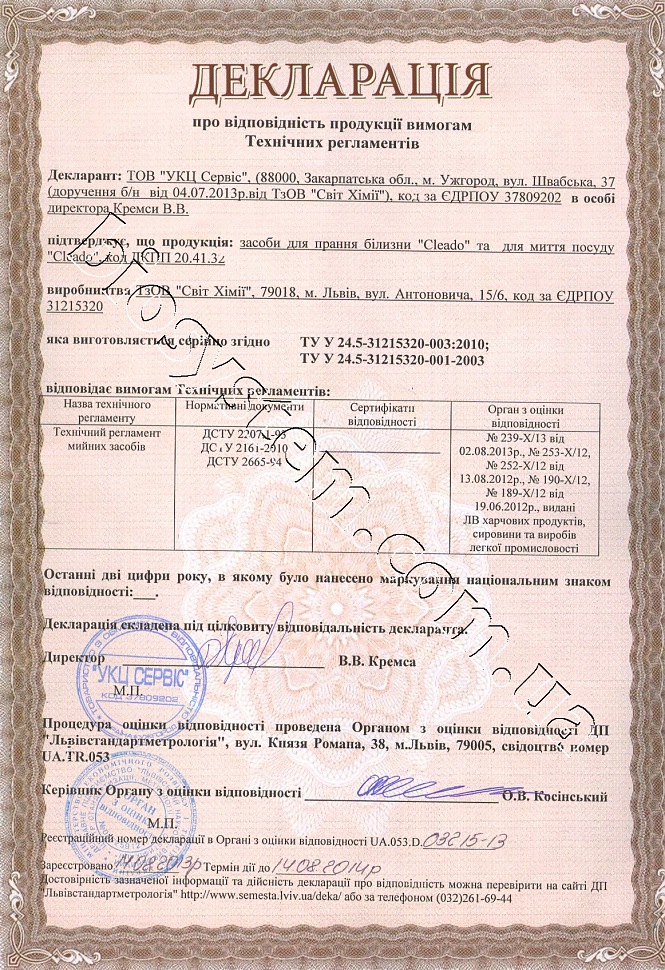 ДЕКЛАРАЦІЯ
про відповідність продукції вимогам
Технічних регламентів
Декларант: ТОВ "УКЦ Сервіс", (88000, Закарпатська обл., м. Ужгород, вул. Швабська, 37
(доручення б/н від 04.07.2013р.від ТзОВ "Світ Хімії"), код за ЄДРПОУ 37809202 в особі
директора Кремси В.В.
підтверджує, що продукція: засоби для прання білизни "Cleado" та для миття посуду
"Cleado", код ДКПП 20.41.32
виробництва ТзОВ "Світ Хімії", 79018, м. Львів, вул. Антоновича, 15/6, код за ЄДРПОУ
31215320
яка виготовляється серійно згідно ТУ У 24.5-31215320-003:2010;
ТУ У 24.5-31215320-001-2003
відповідає вимогам Технічних регламентів:
Назва технічного регламенту
Нормативні документи
Сертифікати відповідності
Орган з оцінки відповідності
Технічний регламент
мийних засобів
ДСТУ 2207.1-93
ДСТУ 2161-2010
ДСТУ 2665-94
№ 239-Х/13 від
02.08.2013р., № 253-Х/12,
№ 252-Х/12 від
13.08.2012р., № 190-Х/12,
№ 189-Х/12 від
19.06.2012р., видані
ЛВ харчових продуктів,
сировини та виробів
легкої промисловості
Останні дві цифри року, в якому було нанесено маркування національним знаком
відповідності:___.
Декларація складена під цілковиту відповідальність декларанта.
Директор В.В. Кремса
"УКЦ СЕРВІС"
КОД 37809202
М.П.
Процедура оцінки відповідності проведена Органом з оцінки відповідності ДП
"Львівстандартметрологія", вул. Князя Романа, 38, м.Львів, 79005, свідоцтво номер
UA.TR.053
Керівник Органу з оцінки відповідності О.В. Косінський
ОРГАН
З ОЦІНКИ
ВІДПОВІДНОСТІ
М.П.
Реєстраційний номер декларації в Органі з оцінки відповідності UA.053.D. 03215-13
Зареєстровано 14.08.2013р Термін дії до 14.08.2014р
Достовірність зазначеної інформації та дійсність декларації про відповідність можна перевірити на сайті ДП
"Львівстандартметрологія" http://www.semesta.lviv.ua/deka/ або за телефоном (032)261-69-44